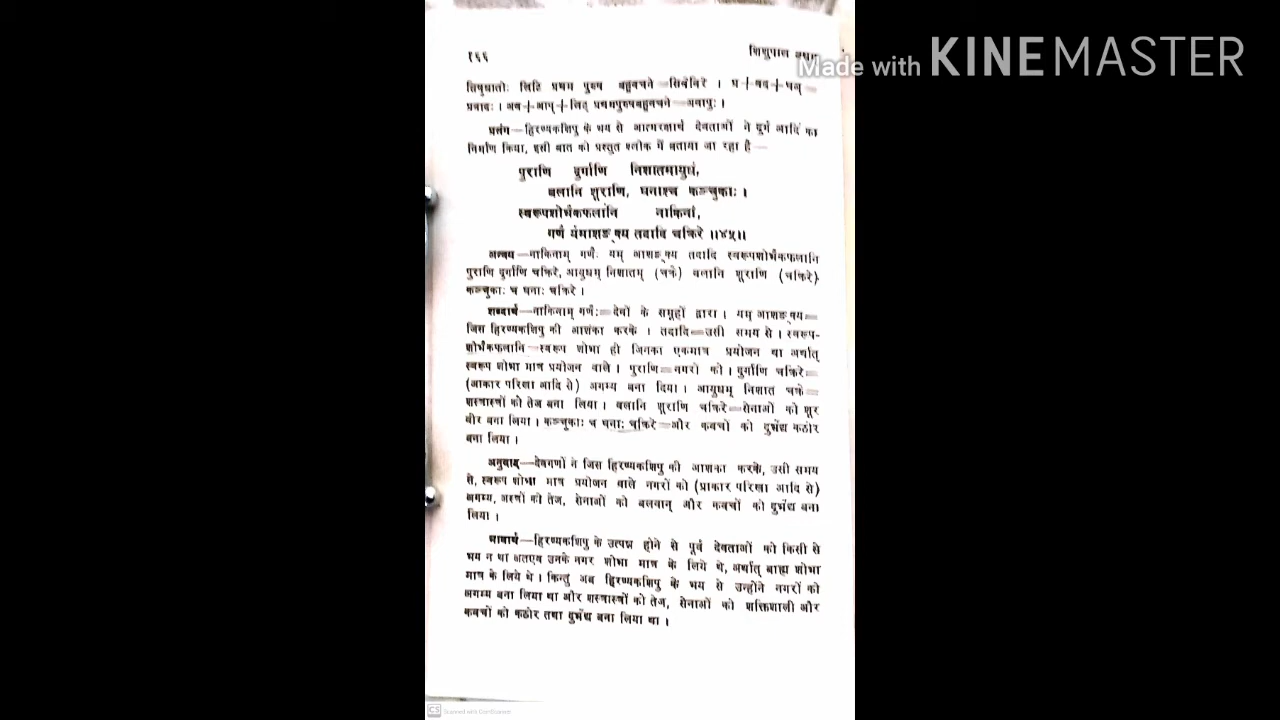 १६६ शिशुपाल वधम्
Made with KINEMASTER
लिटि प्रथम पुरुष बहुवचने —सिषेविरे । प्र + वद + घञ्
प्रवादः । अव + आप् + लिट् प्रथमपुरुषबहुवचने—अवापुः ।
प्रसंग—हिरण्यकशिपु के भय से आत्मरक्षार्थ देवताओं ने दुर्ग आदि का
निर्माण किया, इसी बात को प्रस्तुत श्लोक में बताया जा रहा है—
पुराणि दुर्गाणि निशातमायुधं,
बलानि शूराणि, घनाश्च कञ्चुकाः ।
स्वरूपशोभैकफलानि नाकिनां,
गणै र्यमाशङ्क्य तदादि चक्रिरे ॥४५॥
अन्वय—नाकिनाम् गणैः यम् आशङ्क्य तदादि स्वरूपशोभैकफलानि
पुराणि दुर्गाणि चक्रिरे, आयुधम् निशातम् (चक्रे) बलानि शूराणि (चक्रिरे)
कञ्चुकाः च घनाः चक्रिरे ।
शब्दार्थ—नाकिनाम् गणैः=देवों के समूहों द्वारा । यम् आशङ्क्य=
जिस हिरण्यकशिपु की आशंका करके । तदादि=उसी समय से । स्वरूप-
शोभैकफलानि—स्वरूप शोभा ही जिनका एकमात्र प्रयोजन था अर्थात्
स्वरूप शोभा मात्र प्रयोजन वाले । पुराणि=नगरों को । दुर्गाणि चक्रिरे=
(आकार परिखा आदि से) अगम्य बना दिया । आयुधम् निशात चक्रे=
शस्त्रास्त्रों को तेज बना लिया । बलानि शूराणि चक्रिरे=सेनाओं को शूर
वीर बना लिया । कञ्चुकाः च घनाः चक्रिरे=और कवचों को दुर्भेद्य कठोर
बना लिया ।
अनुवाद—देवगणों ने जिस हिरण्यकशिपु की आशंका करके, उसी समय
से, स्वरूप शोभा मात्र प्रयोजन वाले नगरों को (प्राकार परिखा आदि से)
अगम्य, अस्त्रों को तेज, सेनाओं को बलवान् और कवचों को दुर्भेद्य बना
लिया ।
भावार्थ—हिरण्यकशिपु के उत्पन्न होने से पूर्व देवताओं को किसी से
भय न था अतएव उनके नगर शोभा मात्र के लिये थे, अर्थात् बाह्य शोभा
मात्र के लिये थे । किन्तु अब हिरण्यकशिपु के भय से उन्होंने नगरों को
अगम्य बना लिया था और शस्त्रास्त्रों को तेज, सेनाओं को शक्तिशाली और
कवचों को कठोर तथा दुर्भेद्य बना लिया था ।
CS Scanned with CamScanner